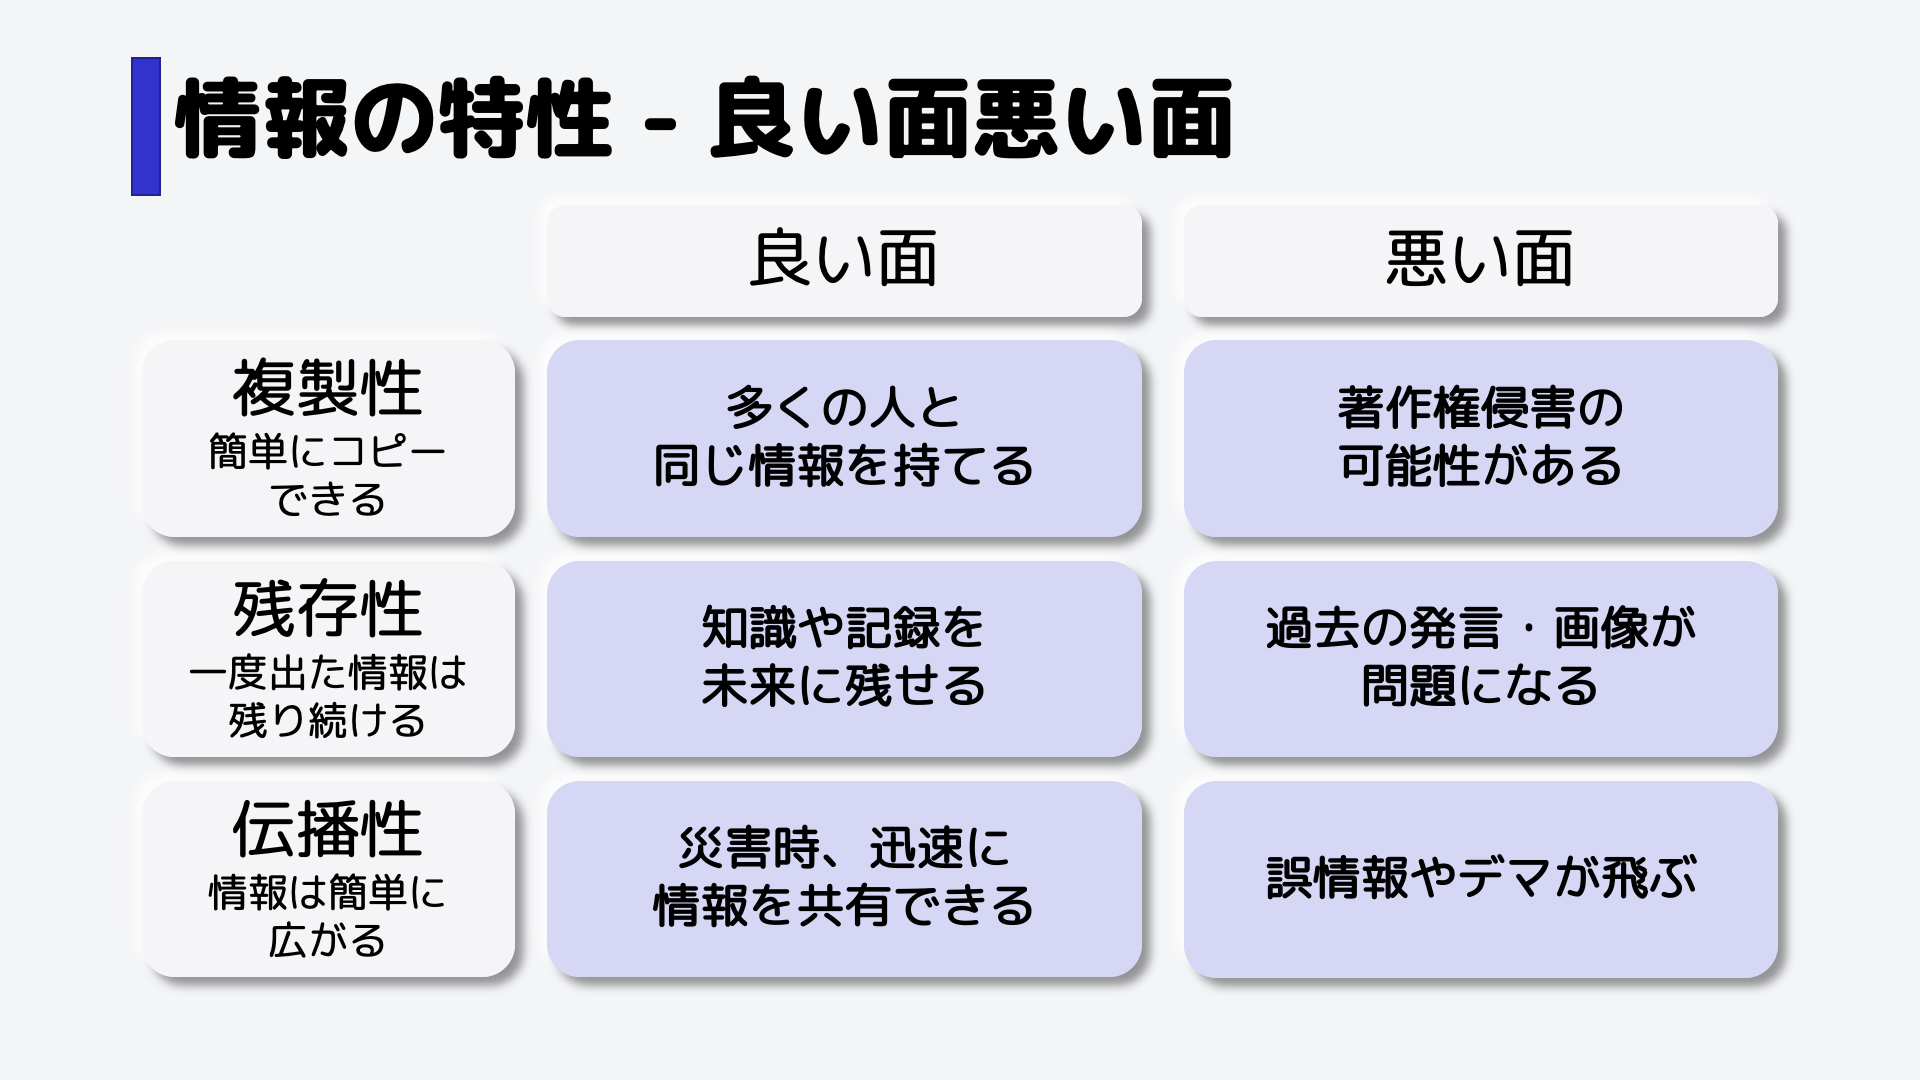 情報の特性 - 良い面悪い面
良い面
悪い面
複製性
簡単にコピー
できる
多くの人と
同じ情報を持てる
著作権侵害の
可能性がある
残存性
一度出た情報は
残り続ける
知識や記録を
未来に残せる
過去の発言・画像が
問題になる
伝播性
情報は簡単に
広がる
災害時、迅速に
情報を共有できる
誤情報やデマが飛ぶ